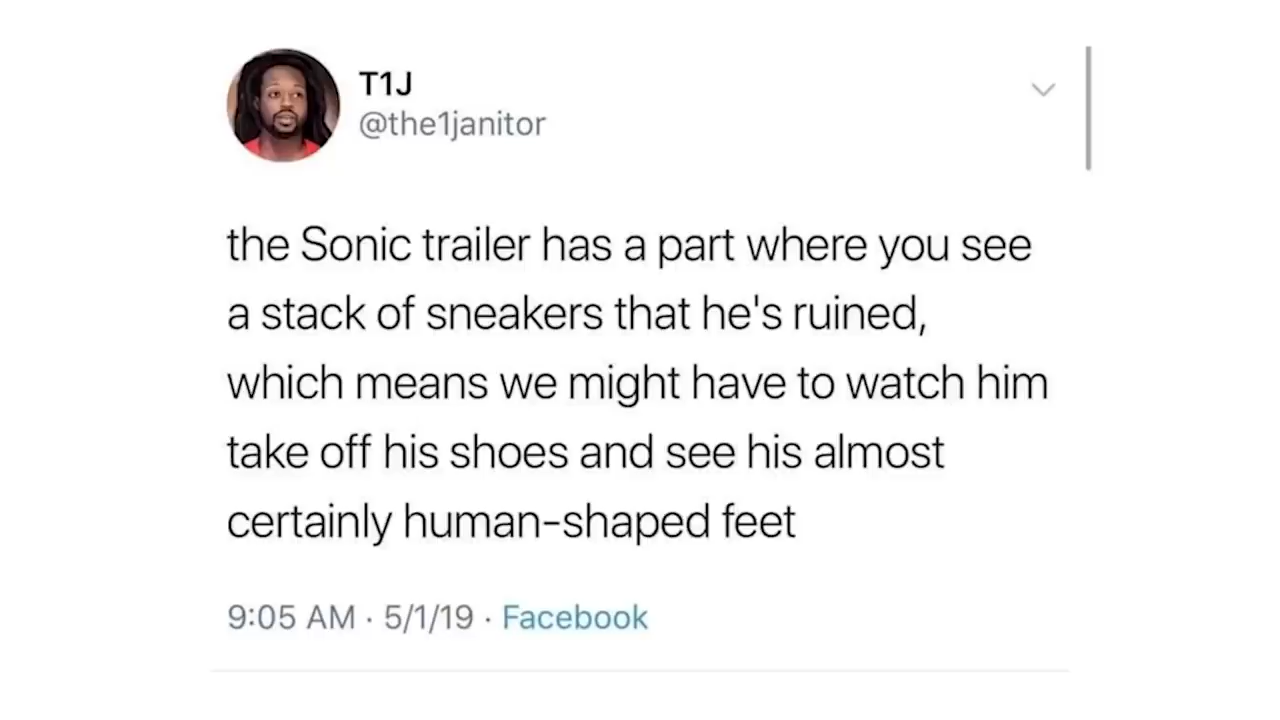 T1J
@the1janitor
the Sonic trailer has a part where you see
a stack of sneakers that he's ruined,
which means we might have to watch him
take off his shoes and see his almost
certainly human-shaped feet
9:05 AM · 5/1/19 · Facebook